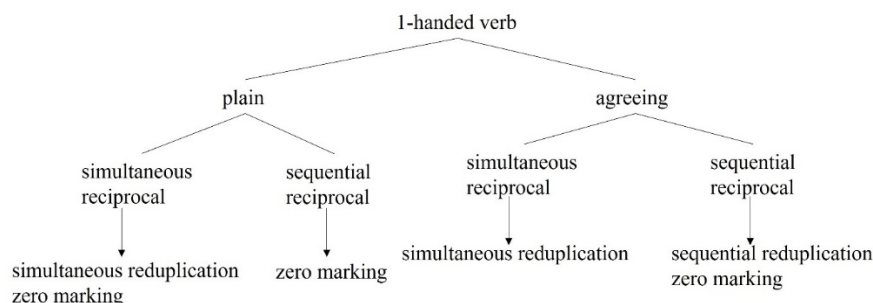 1-handed verb
plain
agreeing
simultaneous
reciprocal
sequential
reciprocal
simultaneous
reciprocal
sequential
reciprocal
simultaneous reduplication
zero marking
zero marking
simultaneous reduplication
sequential reduplication
zero marking